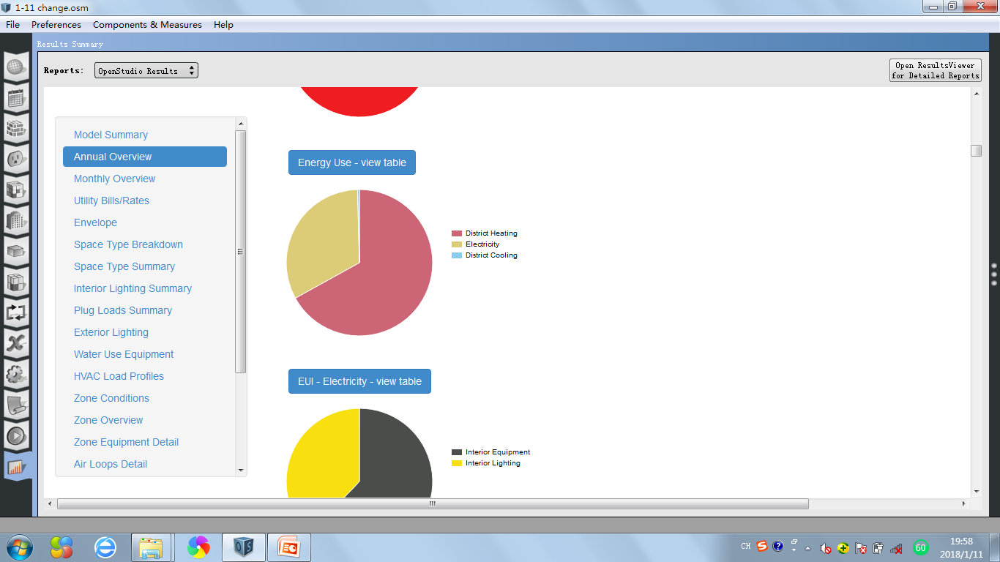 1-11 change.osm
File Preferences Components & Measures Help
Results Summary
Reports: OpenStudio Results
Open ResultsViewer
for Detailed Reports
Model Summary
Annual Overview
Monthly Overview
Utility Bills/Rates
Envelope
Space Type Breakdown
Space Type Summary
Interior Lighting Summary
Plug Loads Summary
Exterior Lighting
Water Use Equipment
HVAC Load Profiles
Zone Conditions
Zone Overview
Zone Equipment Detail
Air Loops Detail
Energy Use - view table
District Heating
Electricity
District Cooling
EUI - Electricity - view table
Interior Equipment
Interior Lighting
CH
60
19:58
2018/1/11